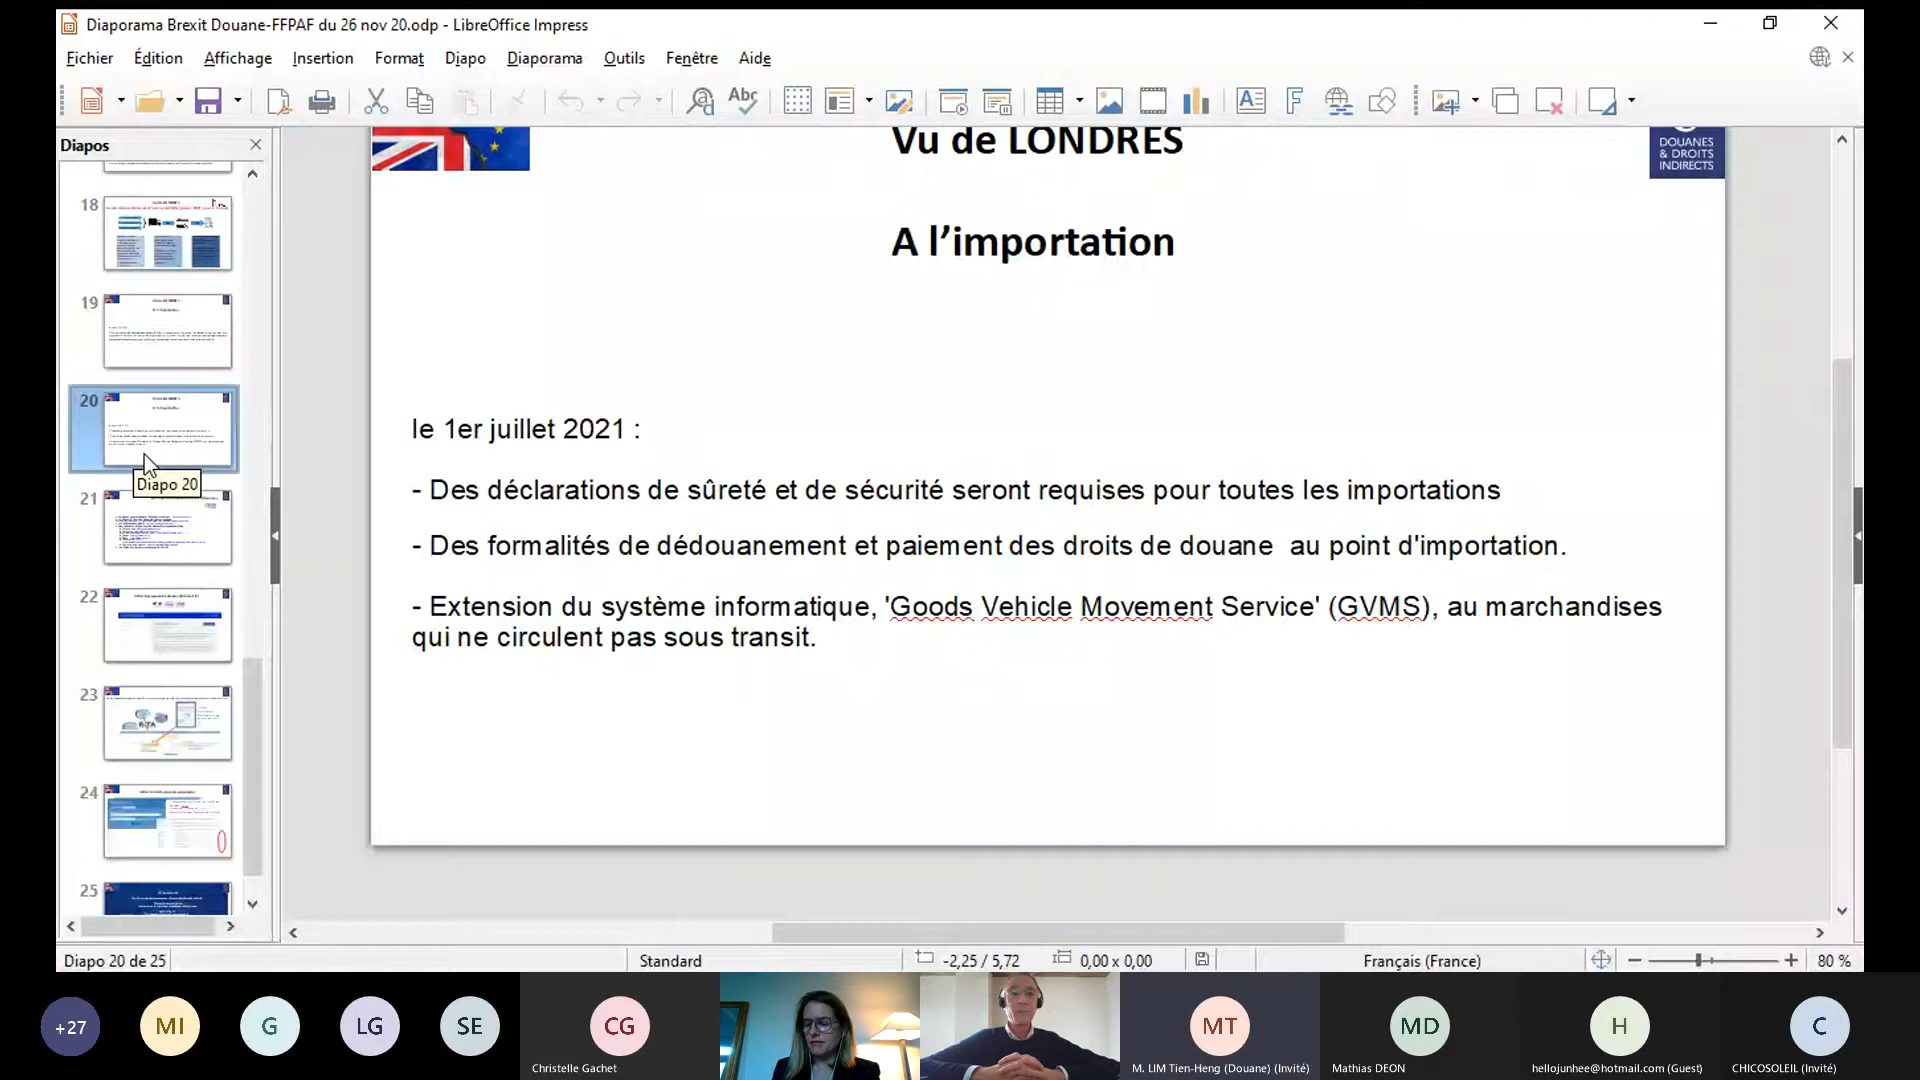 Diaporama Brexit Douane-FFPAF du 26 nov 20.odp - LibreOffice Impress
Fichier Édition Affichage Insertion Format Diapo Diaporama Outils Fenêtre Aide
Abc
Diapos
18
19
20
Diapo 20
21
22
23
24
25
Vu de LONDRES
DOUANES
& DROITS
INDIRECTS
A l’importation
le 1er juillet 2021 :
- Des déclarations de sûreté et de sécurité seront requises pour toutes les importations
- Des formalités de dédouanement et paiement des droits de douane au point d'importation.
- Extension du système informatique, 'Goods Vehicle Movement Service' (GVMS), au marchandises
qui ne circulent pas sous transit.
Diapo 20 de 25
Standard
-2,25 / 5,72
0,00 x 0,00
Français (France)
80 %
+27
MI
G
LG
SE
CG
Christelle Gachet
MT
M. LIM Tien-Heng (Douane) (Invité)
MD
Mathias DEON
H
hellojunhee@hotmail.com (Guest)
C
CHICOSOLEIL (Invité)